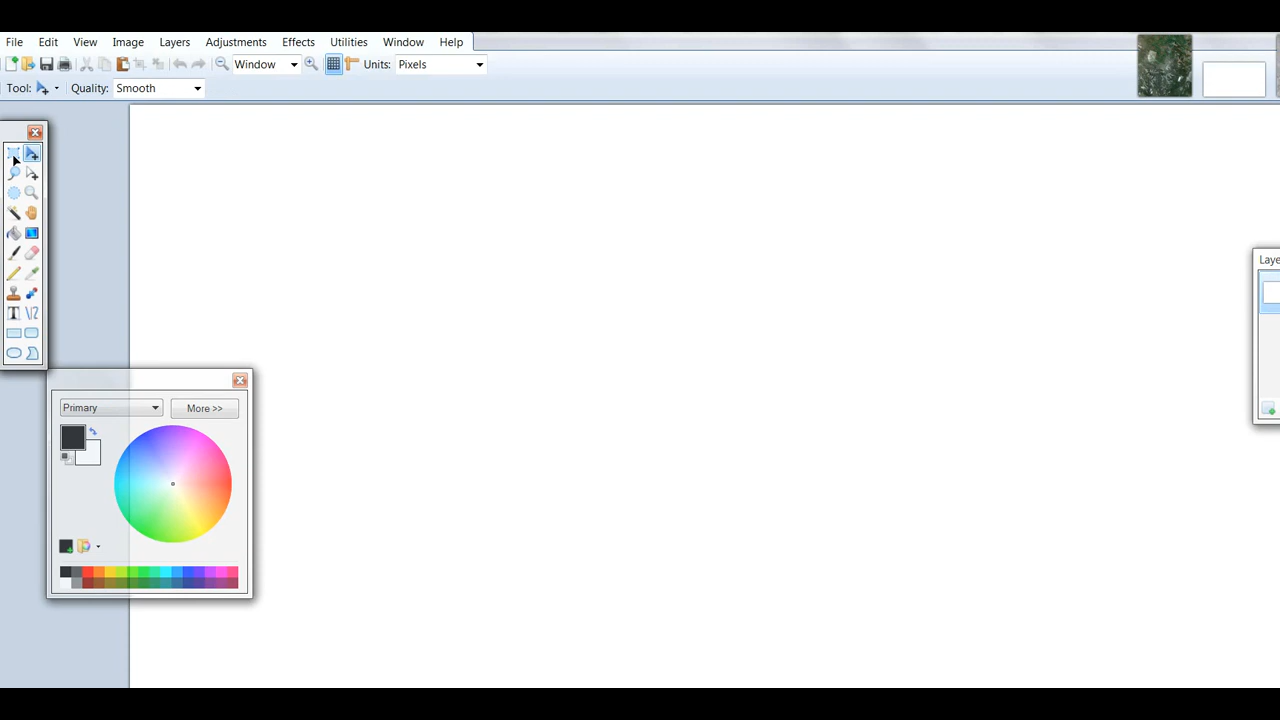 File Edit View Image Layers Adjustments Effects Utilities Window Help
Window Units: Pixels
Tool: Quality: Smooth
Laye
Primary More >>